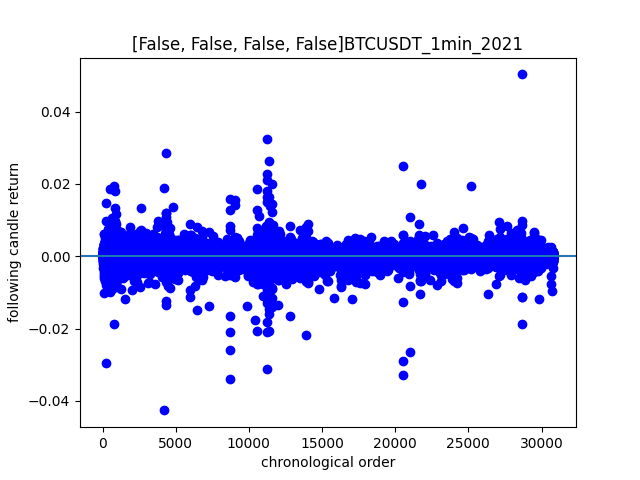 [False, False, False, False]BTCUSDT_1min_2021
following candle return
0.04
0.02
0.00
−0.02
−0.04
0 5000 10000 15000 20000 25000 30000
chronological order